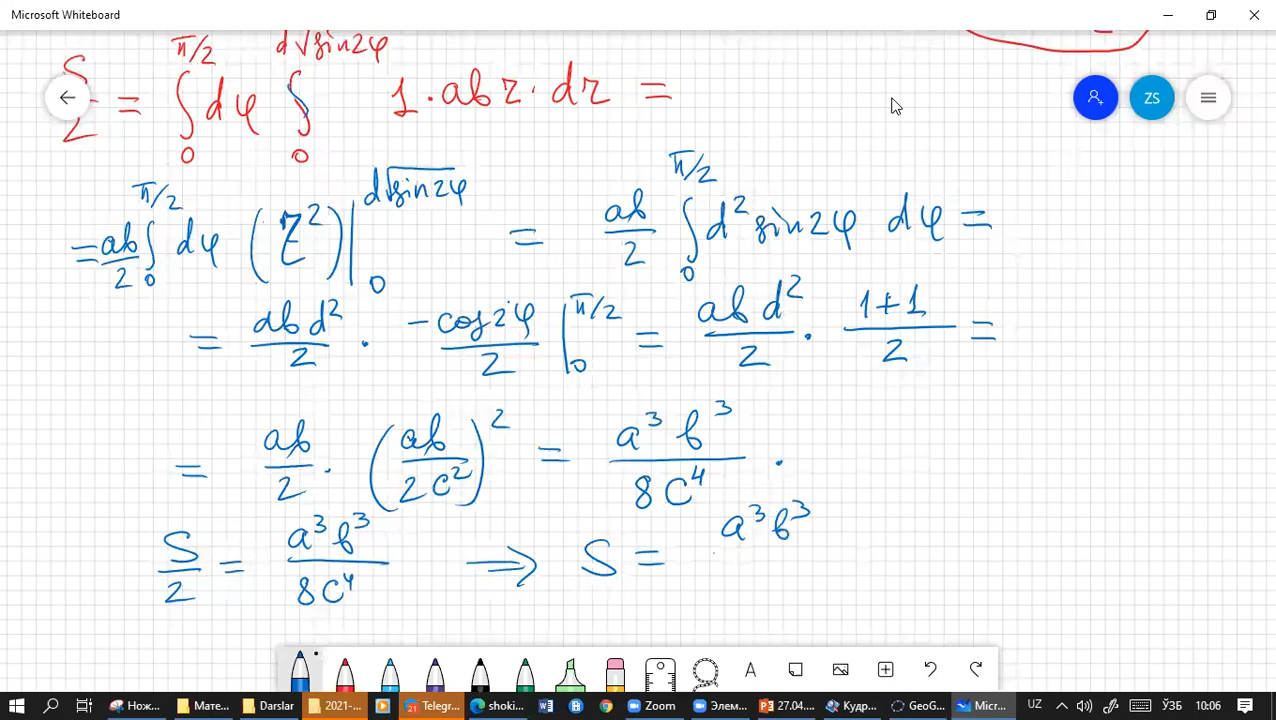 Microsoft Whiteboard
S/2 = ∫₀^{π/2} dφ ∫₀^{d√sin2φ} 1·abr·dr =
= ab/2 ∫₀^{π/2} dφ (r²)|₀^{d√sin2φ} = ab/2 ∫₀^{π/2} d² sin2φ dφ =
= abd²/2 · -cos2φ/2 |₀^{π/2} = abd²/2 · 1+1/2 =
= ab/2 · (ab/2c²)² = a³b³/8c⁴ ·
S/2 = a³b³/8c⁴ ⟹ S = a³b³
ZS
A
Нож...
Мате...
Darslar
2021-...
Telegr...
shoki...
Zoom
Элем...
27.04...
Кудр...
GeoG...
Micr...
UZ
ЎЗБ
10:06